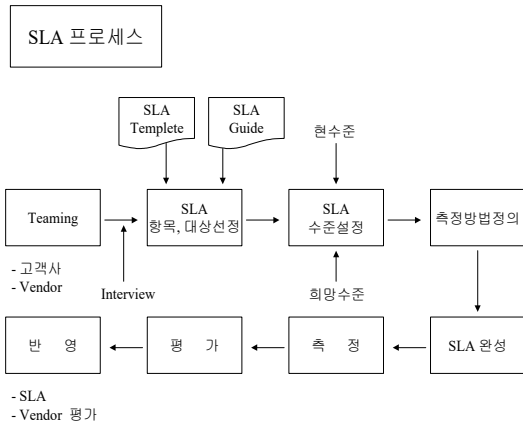 SLA 프로세스
SLA
Templete
SLA
Guide
현수준
Teaming
SLA
항목, 대상선정
SLA
수준설정
측정방법정의
- 고객사
- Vendor
Interview
희망수준
반 영
평 가
측 정
SLA 완성
- SLA
- Vendor 평가